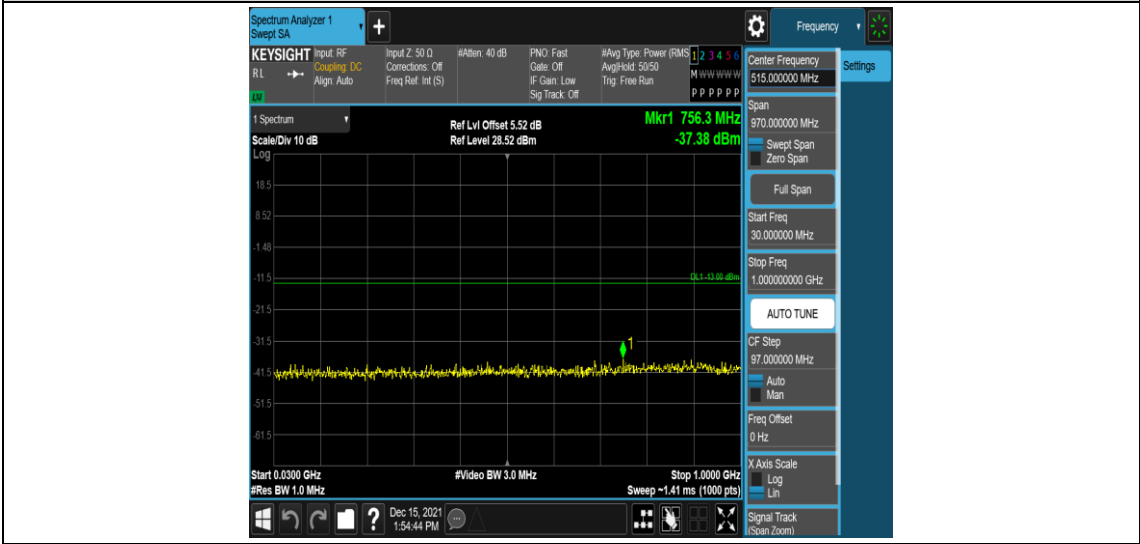 Spectrum Analyzer 1
Swept SA
+
Frequency
KEYSIGHT
RL
Input: RF
Coupling: DC
Align: Auto
Input Z: 50 Ω
Corrections: Off
Freq Ref: Int (S)
#Atten: 40 dB
PNO: Fast
Gate: Off
IF Gain: Low
Sig Track: Off
#Avg Type: Power (RMS
Avg|Hold: 50/50
Trig: Free Run
1 2 3 4 5 6
M W W W W W
P P P P P P
Center Frequency
515.000000 MHz
Settings
1 Spectrum
Scale/Div 10 dB
Log
Ref Lvl Offset 5.52 dB
Ref Level 28.52 dBm
Mkr1 756.3 MHz
-37.38 dBm
18.5
8.52
-1.48
-11.5
DL1 -13.00 dBm
-21.5
-31.5
1
-41.5
-51.5
-61.5
Start 0.0300 GHz
#Res BW 1.0 MHz
#Video BW 3.0 MHz
Stop 1.0000 GHz
Sweep ~1.41 ms (1000 pts)
Span
970.000000 MHz
Swept Span
Zero Span
Full Span
Start Freq
30.000000 MHz
Stop Freq
1.000000000 GHz
AUTO TUNE
CF Step
97.000000 MHz
Auto
Man
Freq Offset
0 Hz
X Axis Scale
Log
Lin
Signal Track
(Span Zoom)
?
Dec 15, 2021
1:54:44 PM